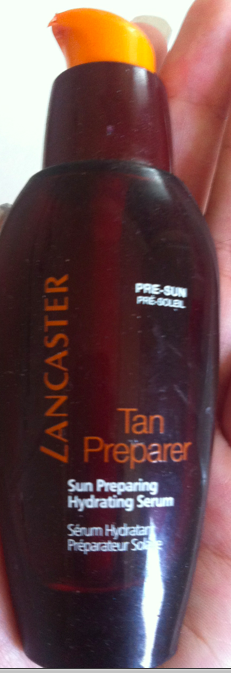 PRE-SUN
PRÉ-SOLEIL
LANCASTER
Tan
Preparer
Sun Preparing
Hydrating Serum
Sérum Hydratant
Préparateur Solaire